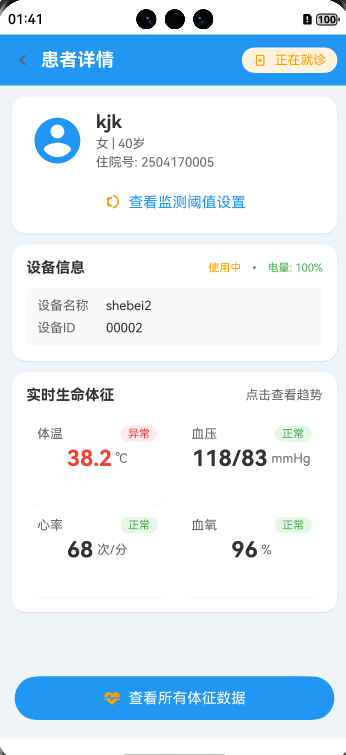 01:41
100
患者详情
正在就诊
kjk
女 | 40岁
住院号: 2504170005
查看监测阈值设置
设备信息
使用中 • 电量: 100%
设备名称 shebei2
设备ID 00002
实时生命体征
点击查看趋势
体温 异常
38.2 ℃
血压 正常
118/83 mmHg
心率 正常
68 次/分
血氧 正常
96 %
查看所有体征数据